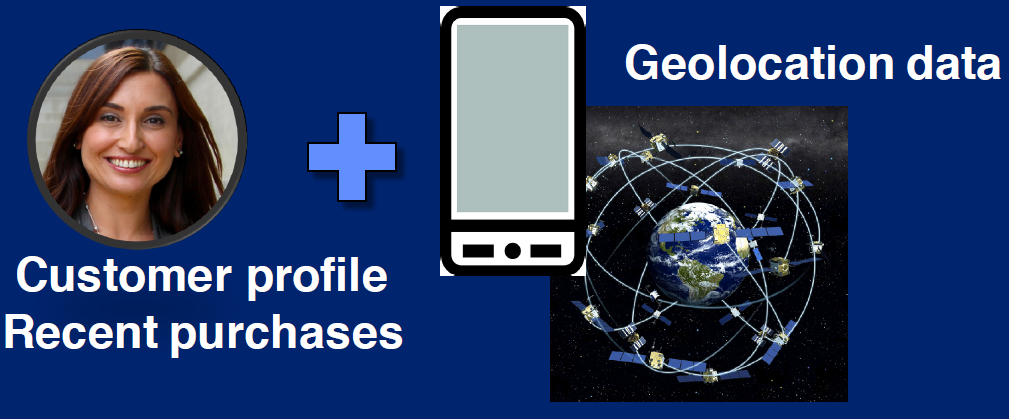 Geolocation data
Customer profile
Recent purchases